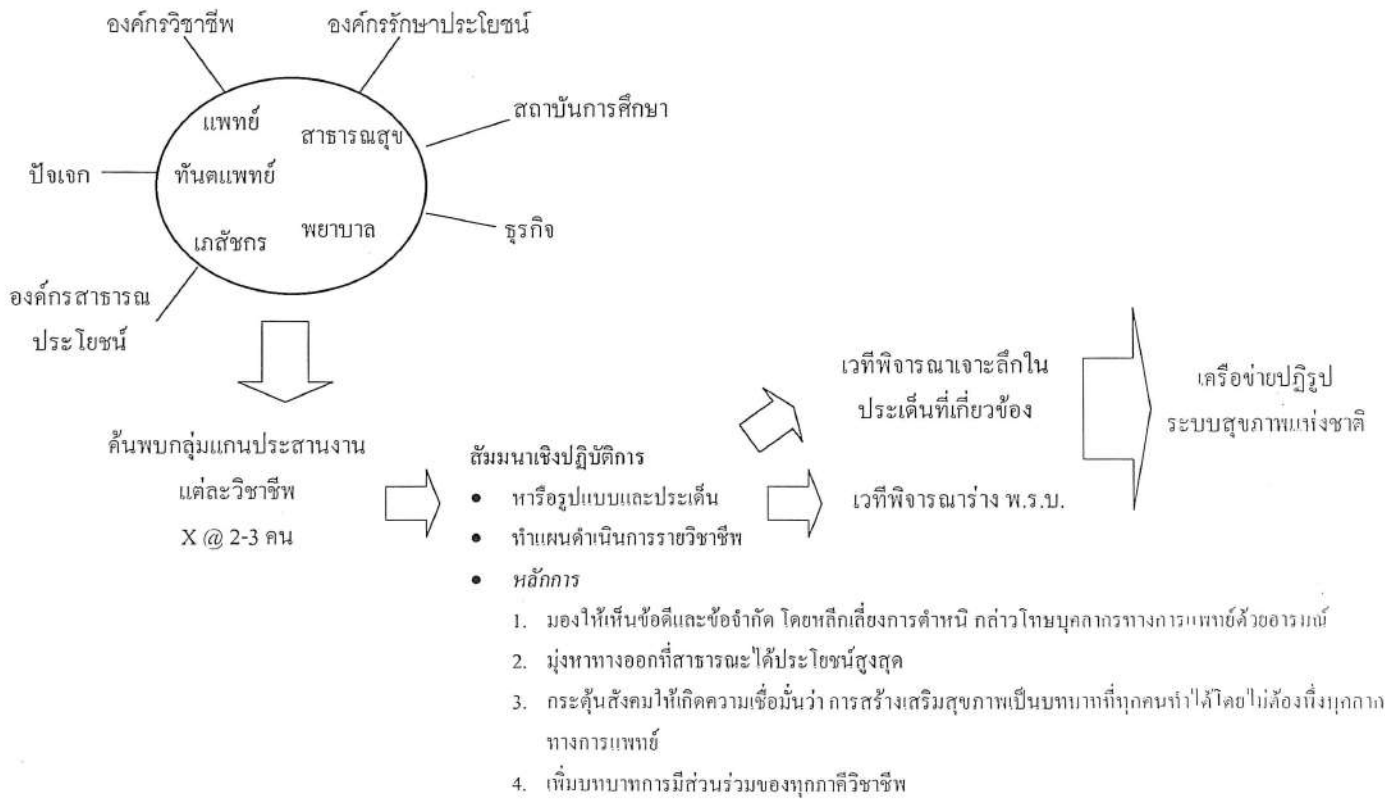 องค์กรวิชาชีพ
องค์กรรักษาประโยชน์
สถาบันการศึกษา
แพทย์
สาธารณสุข
ปัจเจก
ทันตแพทย์
เภสัชกร
พยาบาล
ธุรกิจ
องค์กรสาธารณ
ประโยชน์
ค้นพบกลุ่มแกนประสานงาน
แต่ละวิชาชีพ
X @ 2-3 คน
สัมมนาเชิงปฏิบัติการ
• หารือรูปแบบและประเด็น
• ทำแผนดำเนินการรายวิชาชีพ
• หลักการ
1. มองให้เห็นข้อดีและข้อจำกัด โดยหลีกเลี่ยงการตำหนิ กล่าวโทษบุคลากรทางการแพทย์ด้วยอารมณ์
2. มุ่งหาทางออกที่สาธารณะได้ประโยชน์สูงสุด
3. กระตุ้นสังคมให้เกิดความเชื่อมั่นว่า การสร้างเสริมสุขภาพเป็นบทบาทที่ทุกคนทำได้โดยไม่ต้องพึ่ง
ทางการแพทย์
4. เพิ่มบทบาทการมีส่วนร่วมของทุกภาคีวิชาชีพ
เวทีพิจารณาเจาะลึกใน
ประเด็นที่เกี่ยวข้อง
เวทีพิจารณาร่าง พ.ร.บ.
เครือข่ายปฏิรูป
ระบบสุขภาพแห่งชาติ